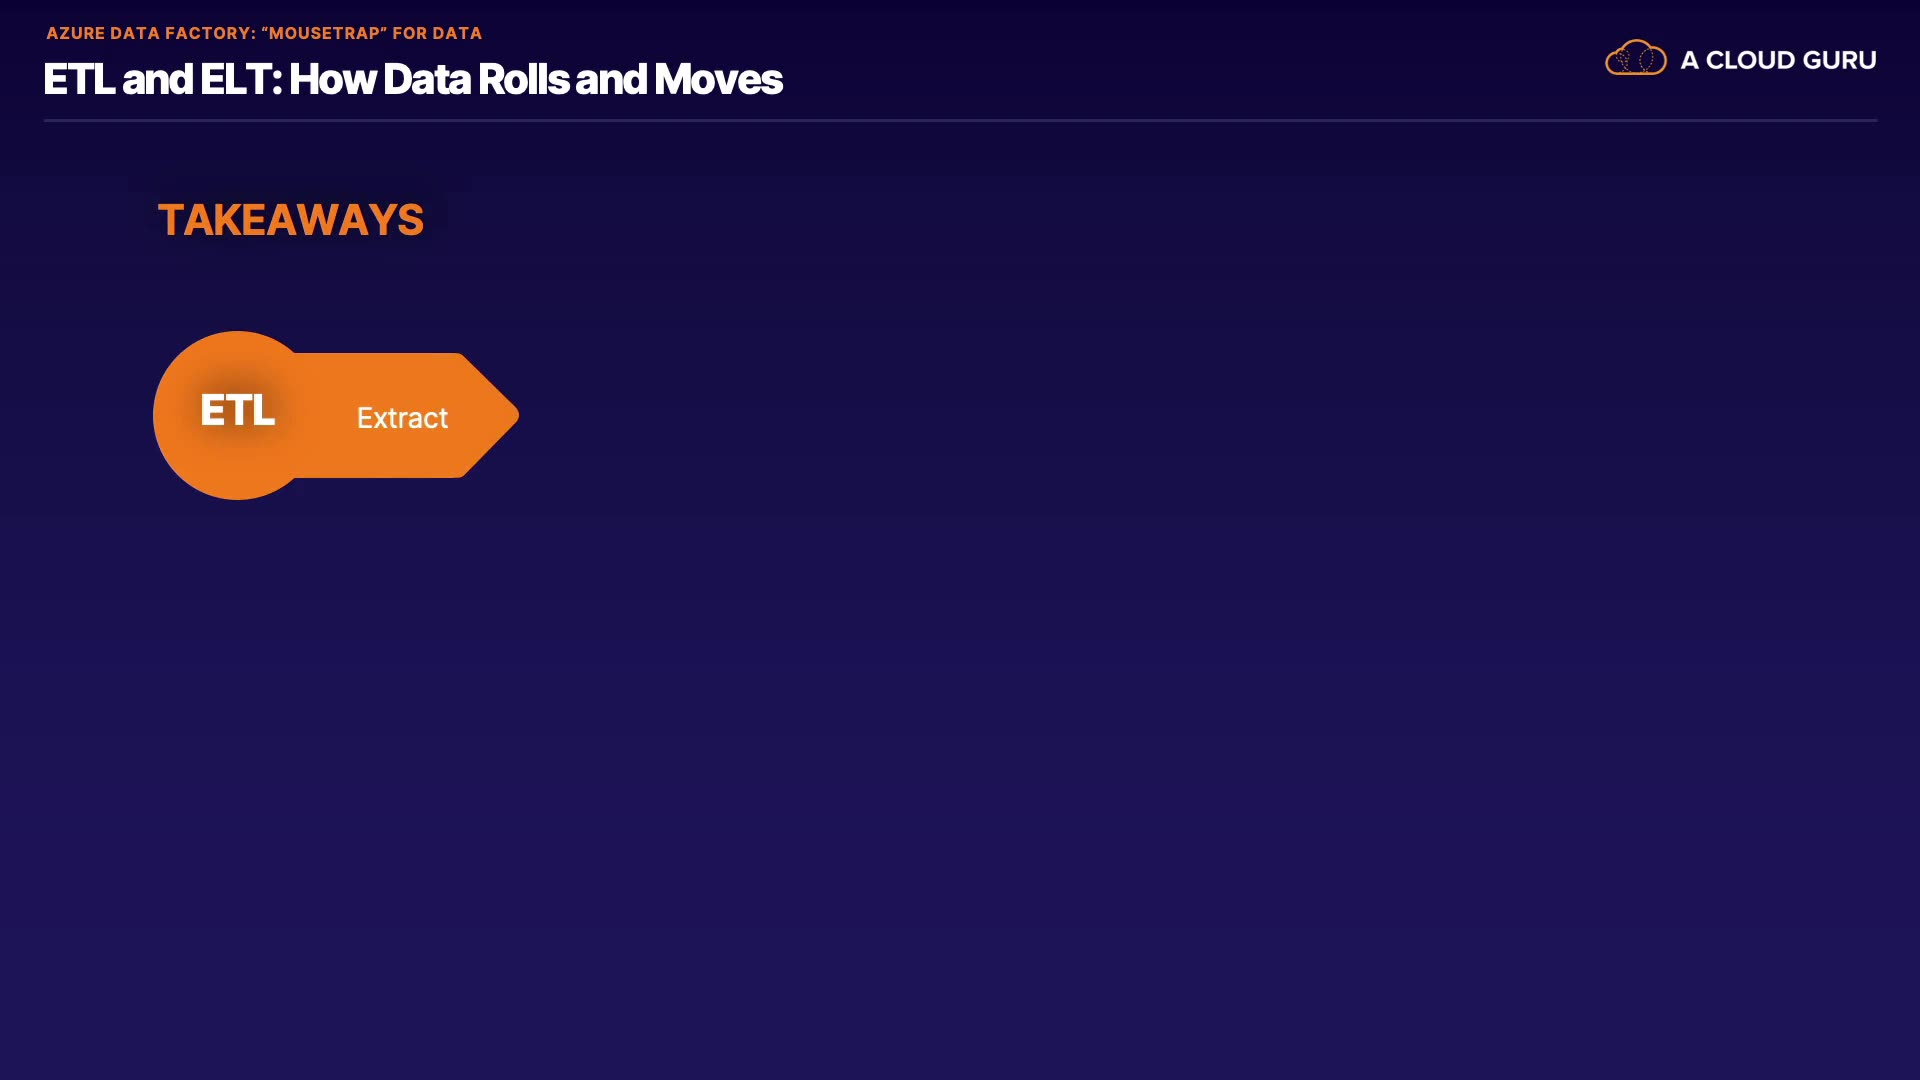 AZURE DATA FACTORY: “MOUSETRAP” FOR DATA
ETL and ELT: How Data Rolls and Moves
A CLOUD GURU
TAKEAWAYS
ETL
Extract